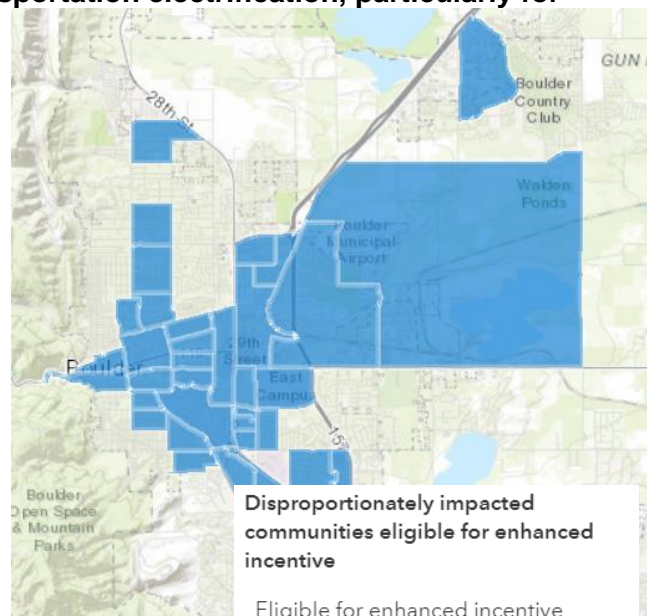 sportation electrification, particularly for
GUN
28th St
Boulder
Country
Club
Walden
Ponds
Boulder
Municipal
Airport
29th
Street
Boulder
East
Campus
Boulder
Open Space
& Mountain
Parks
Disproportionately impacted
communities eligible for enhanced
incentive
Eligible for enhanced incentive